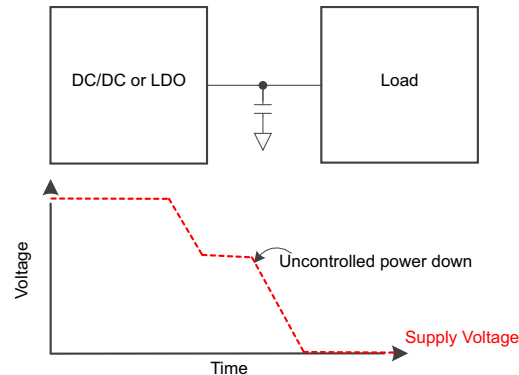 DC/DC or LDO
Load
Voltage
Uncontrolled power down
Supply Voltage
Time